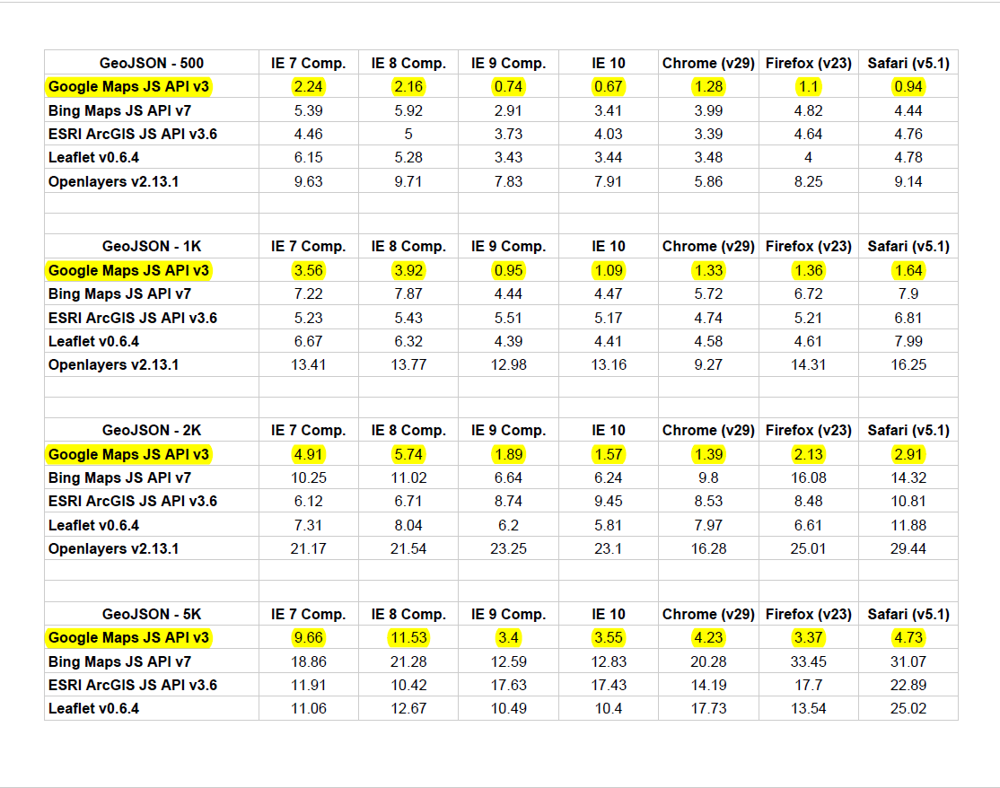 GeoJSON - 500 IE 7 Comp. IE 8 Comp. IE 9 Comp. IE 10 Chrome (v29) Firefox (v23) Safari (v5.1)
Google Maps JS API v3 2.24 2.16 0.74 0.67 1.28 1.1 0.94
Bing Maps JS API v7 5.39 5.92 2.91 3.41 3.99 4.82 4.44
ESRI ArcGIS JS API v3.6 4.46 5 3.73 4.03 3.39 4.64 4.76
Leaflet v0.6.4 6.15 5.28 3.43 3.44 3.48 4 4.78
Openlayers v2.13.1 9.63 9.71 7.83 7.91 5.86 8.25 9.14
GeoJSON - 1K IE 7 Comp. IE 8 Comp. IE 9 Comp. IE 10 Chrome (v29) Firefox (v23) Safari (v5.1)
Google Maps JS API v3 3.56 3.92 0.95 1.09 1.33 1.36 1.64
Bing Maps JS API v7 7.22 7.87 4.44 4.47 5.72 6.72 7.9
ESRI ArcGIS JS API v3.6 5.23 5.43 5.51 5.17 4.74 5.21 6.81
Leaflet v0.6.4 6.67 6.32 4.39 4.41 4.58 4.61 7.99
Openlayers v2.13.1 13.41 13.77 12.98 13.16 9.27 14.31 16.25
GeoJSON - 2K IE 7 Comp. IE 8 Comp. IE 9 Comp. IE 10 Chrome (v29) Firefox (v23) Safari (v5.1)
Google Maps JS API v3 4.91 5.74 1.89 1.57 1.39 2.13 2.91
Bing Maps JS API v7 10.25 11.02 6.64 6.24 9.8 16.08 14.32
ESRI ArcGIS JS API v3.6 6.12 6.71 8.74 9.45 8.53 8.48 10.81
Leaflet v0.6.4 7.31 8.04 6.2 5.81 7.97 6.61 11.88
Openlayers v2.13.1 21.17 21.54 23.25 23.1 16.28 25.01 29.44
GeoJSON - 5K IE 7 Comp. IE 8 Comp. IE 9 Comp. IE 10 Chrome (v29) Firefox (v23) Safari (v5.1)
Google Maps JS API v3 9.66 11.53 3.4 3.55 4.23 3.37 4.73
Bing Maps JS API v7 18.86 21.28 12.59 12.83 20.28 33.45 31.07
ESRI ArcGIS JS API v3.6 11.91 10.42 17.63 17.43 14.19 17.7 22.89
Leaflet v0.6.4 11.06 12.67 10.49 10.4 17.73 13.54 25.02